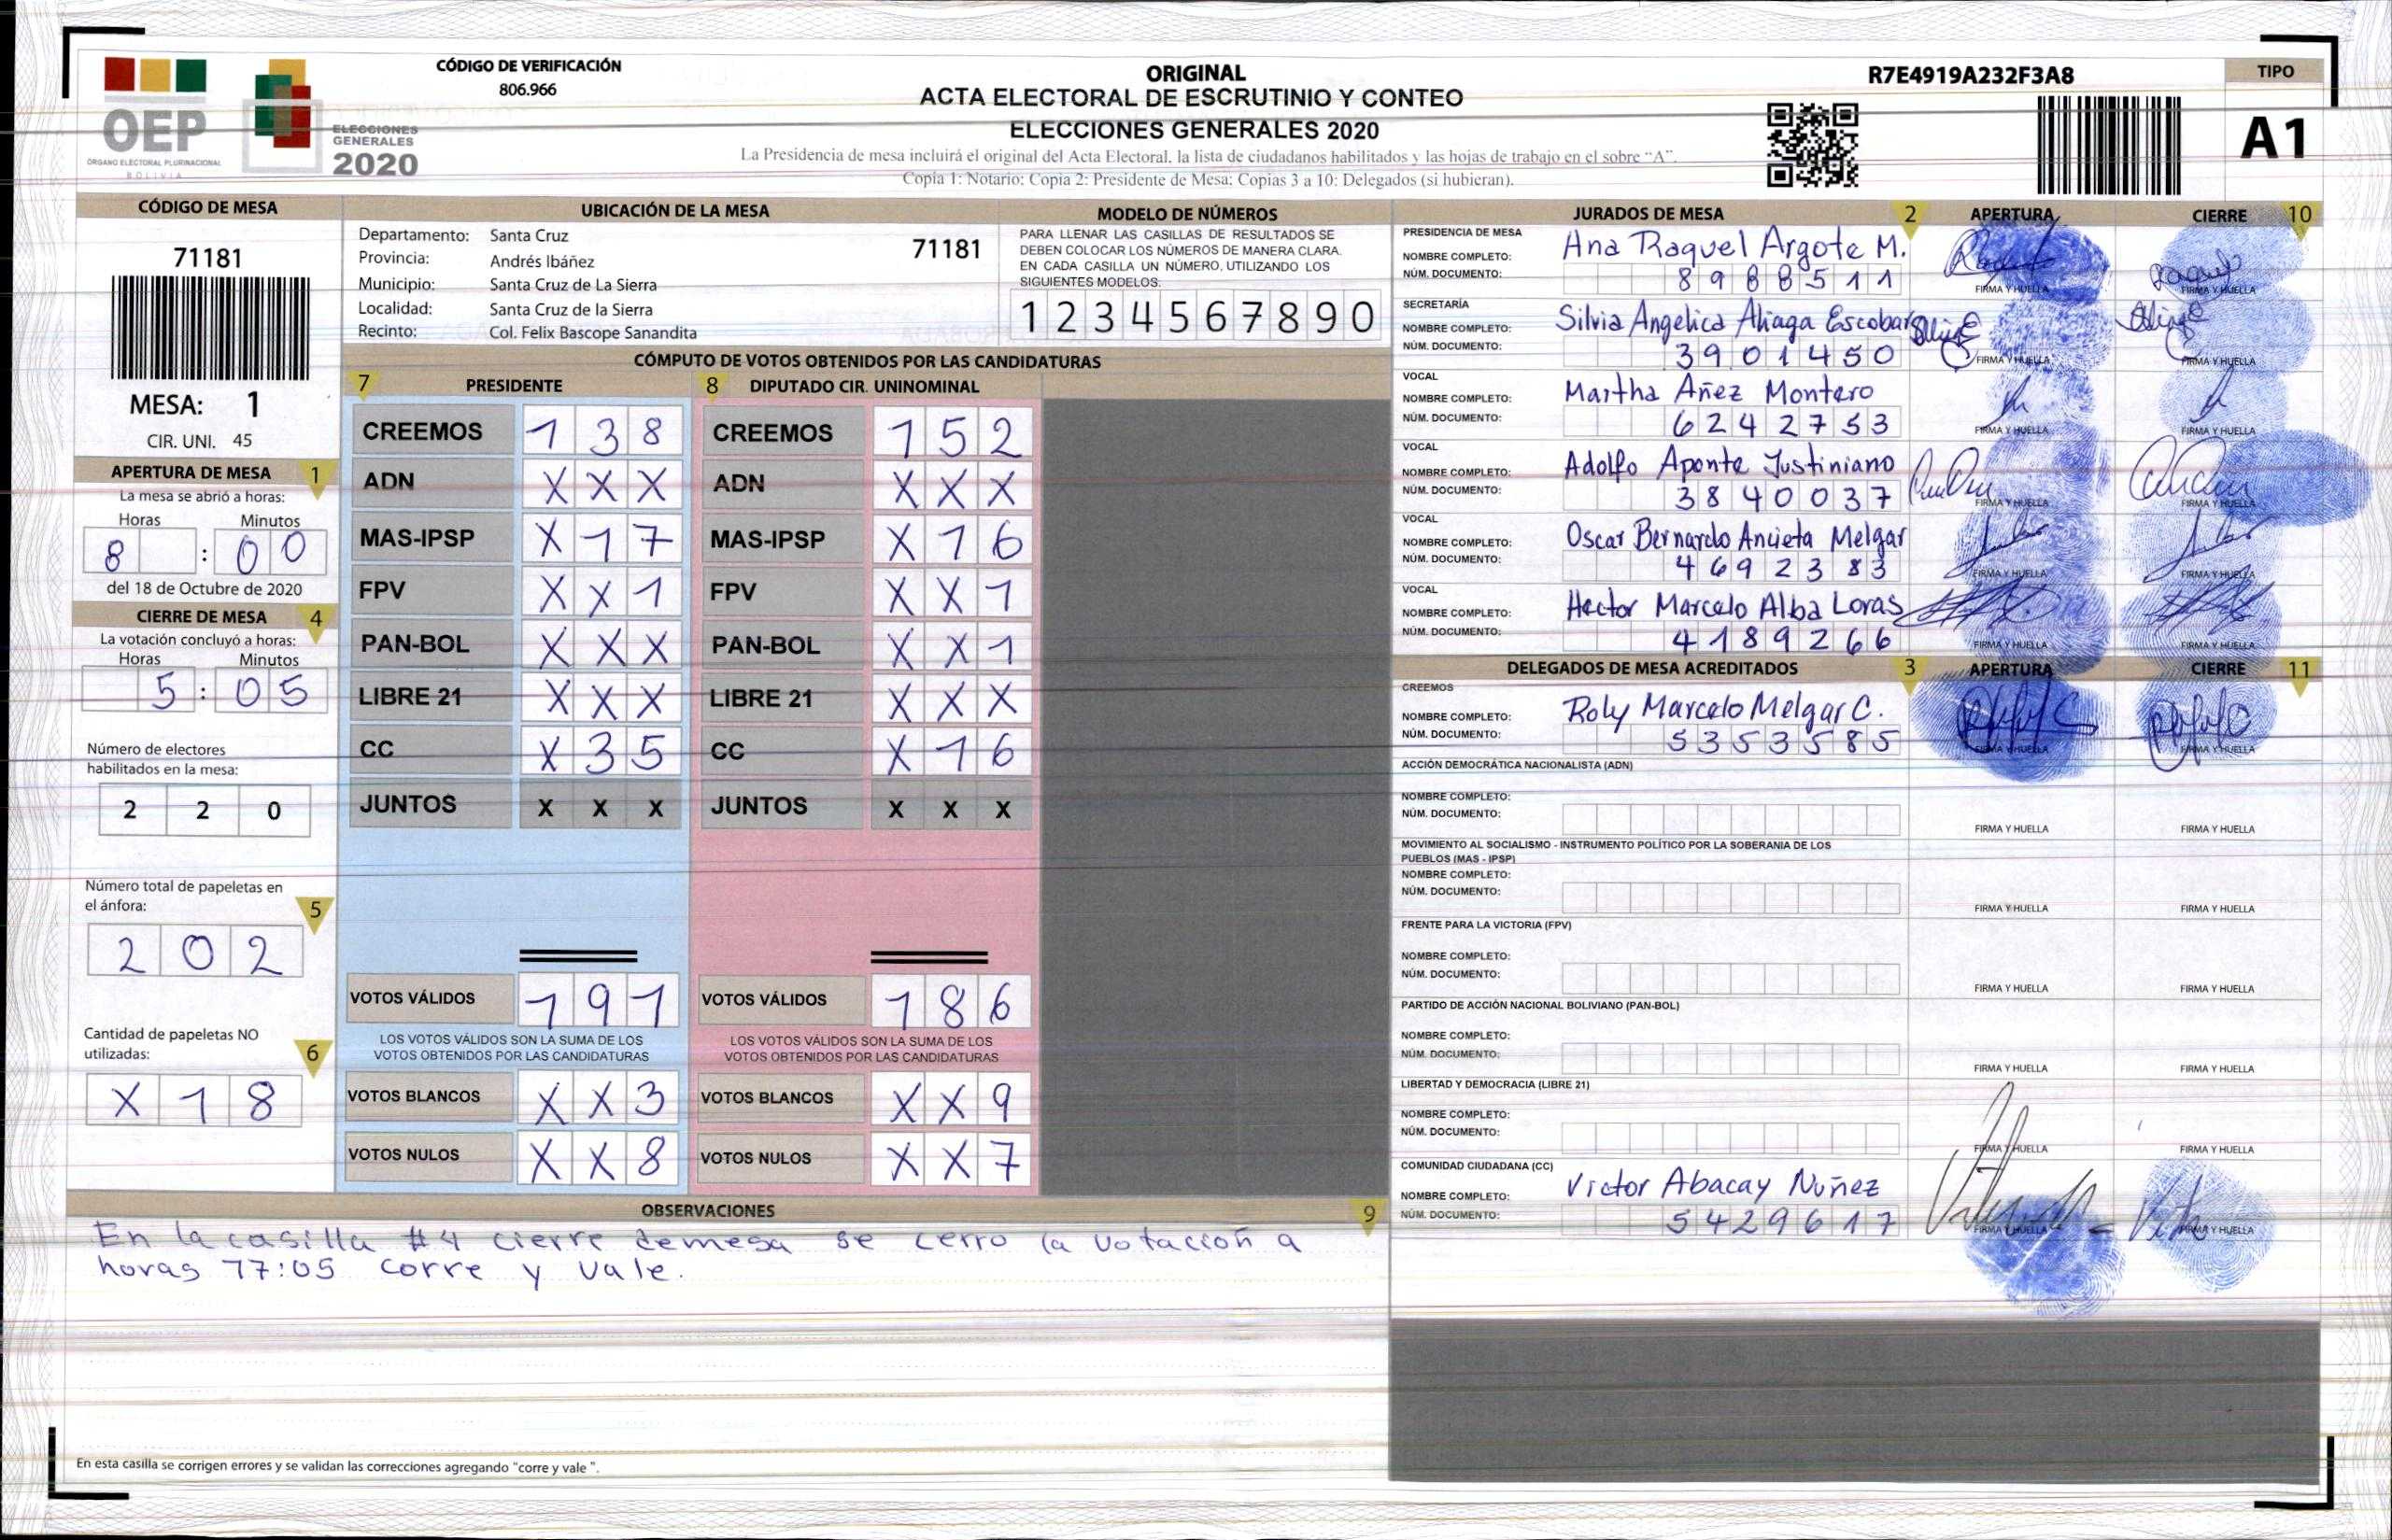 CÓDIGO DE VERIFICACIÓN
806.966
OEP
ÓRGANO ELECTORAL PLURINACIONAL
BOLIVIA
ELECCIONES
GENERALES
2020
ORIGINAL
ACTA ELECTORAL DE ESCRUTINIO Y CONTEO
ELECCIONES GENERALES 2020
La Presidencia de mesa incluirá el original del Acta Electoral, la lista de ciudadanos habilitados y las hojas de trabajo en el sobre "A".
Copia 1: Notario; Copia 2: Presidente de Mesa; Copias 3 a 10: Delegados (si hubieran).
R7E4919A232F3A8
TIPO
A1
CÓDIGO DE MESA
71181
MESA: 1
CIR. UNI. 45
APERTURA DE MESA 1
La mesa se abrió a horas:
Horas Minutos
8 : 00
del 18 de Octubre de 2020
CIERRE DE MESA 4
La votación concluyó a horas:
Horas Minutos
5 : 05
Número de electores
habilitados en la mesa:
2 2 0
Número total de papeletas en
el ánfora: 5
2 0 2
Cantidad de papeletas NO
utilizadas: 6
X 1 8
UBICACIÓN DE LA MESA
Departamento: Santa Cruz 71181
Provincia: Andrés Ibáñez
Municipio: Santa Cruz de La Sierra
Localidad: Santa Cruz de la Sierra
Recinto: Col. Felix Bascope Sanandita
MODELO DE NÚMEROS
PARA LLENAR LAS CASILLAS DE RESULTADOS SE
DEBEN COLOCAR LOS NÚMEROS DE MANERA CLARA.
EN CADA CASILLA UN NÚMERO, UTILIZANDO LOS
SIGUIENTES MODELOS:
1 2 3 4 5 6 7 8 9 0
CÓMPUTO DE VOTOS OBTENIDOS POR LAS CANDIDATURAS
7 PRESIDENTE
CREEMOS 1 3 8
ADN X X X
MAS-IPSP X 1 7
FPV X X 1
PAN-BOL X X X
LIBRE 21 X X X
CC X 3 5
JUNTOS X X X
VOTOS VÁLIDOS 1 9 1
LOS VOTOS VÁLIDOS SON LA SUMA DE LOS
VOTOS OBTENIDOS POR LAS CANDIDATURAS
VOTOS BLANCOS X X 3
VOTOS NULOS X X 8
8 DIPUTADO CIR. UNINOMINAL
CREEMOS 1 5 2
ADN X X X
MAS-IPSP X 1 6
FPV X X 1
PAN-BOL X X 1
LIBRE 21 X X X
CC X 1 6
JUNTOS X X X
VOTOS VÁLIDOS 1 8 6
LOS VOTOS VÁLIDOS SON LA SUMA DE LOS
VOTOS OBTENIDOS POR LAS CANDIDATURAS
VOTOS BLANCOS X X 9
VOTOS NULOS X X 7
OBSERVACIONES 9
En la casilla #4 cierre demesa se cerro la votación a
horas 17:05 corre y vale.
En esta casilla se corrigen errores y se validan las correcciones agregando "corre y vale ".
JURADOS DE MESA 2 APERTURA CIERRE 10
PRESIDENCIA DE MESA
NOMBRE COMPLETO: Ana Raquel Argote M.
NÚM. DOCUMENTO: 8988511
FIRMA Y HUELLA FIRMA Y HUELLA
SECRETARÍA
NOMBRE COMPLETO: Silvia Angelica Aliaga Escobar
NÚM. DOCUMENTO: 3901450
FIRMA Y HUELLA FIRMA Y HUELLA
VOCAL
NOMBRE COMPLETO: Martha Añez Montero
NÚM. DOCUMENTO: 6242753
FIRMA Y HUELLA FIRMA Y HUELLA
VOCAL
NOMBRE COMPLETO: Adolfo Aponte Justiniano
NÚM. DOCUMENTO: 3840037
FIRMA Y HUELLA FIRMA Y HUELLA
VOCAL
NOMBRE COMPLETO: Oscar Bernardo Ancieta Melgar
NÚM. DOCUMENTO: 4692383
FIRMA Y HUELLA FIRMA Y HUELLA
VOCAL
NOMBRE COMPLETO: Hector Marcelo Alba Loras
NÚM. DOCUMENTO: 4189266
FIRMA Y HUELLA FIRMA Y HUELLA
DELEGADOS DE MESA ACREDITADOS 3 APERTURA CIERRE 11
CREEMOS
NOMBRE COMPLETO: Roly Marcelo Melgar C.
NÚM. DOCUMENTO: 5353585
FIRMA Y HUELLA FIRMA Y HUELLA
ACCIÓN DEMOCRÁTICA NACIONALISTA (ADN)
NOMBRE COMPLETO:
NÚM. DOCUMENTO:
FIRMA Y HUELLA FIRMA Y HUELLA
MOVIMIENTO AL SOCIALISMO - INSTRUMENTO POLÍTICO POR LA SOBERANIA DE LOS
PUEBLOS (MAS - IPSP)
NOMBRE COMPLETO:
NÚM. DOCUMENTO:
FIRMA Y HUELLA FIRMA Y HUELLA
FRENTE PARA LA VICTORIA (FPV)
NOMBRE COMPLETO:
NÚM. DOCUMENTO:
FIRMA Y HUELLA FIRMA Y HUELLA
PARTIDO DE ACCIÓN NACIONAL BOLIVIANO (PAN-BOL)
NOMBRE COMPLETO:
NÚM. DOCUMENTO:
FIRMA Y HUELLA FIRMA Y HUELLA
LIBERTAD Y DEMOCRACIA (LIBRE 21)
NOMBRE COMPLETO:
NÚM. DOCUMENTO:
FIRMA Y HUELLA FIRMA Y HUELLA
COMUNIDAD CIUDADANA (CC)
NOMBRE COMPLETO: Victor Abacay Nuñez
NÚM. DOCUMENTO: 5429617
FIRMA Y HUELLA FIRMA Y HUELLA